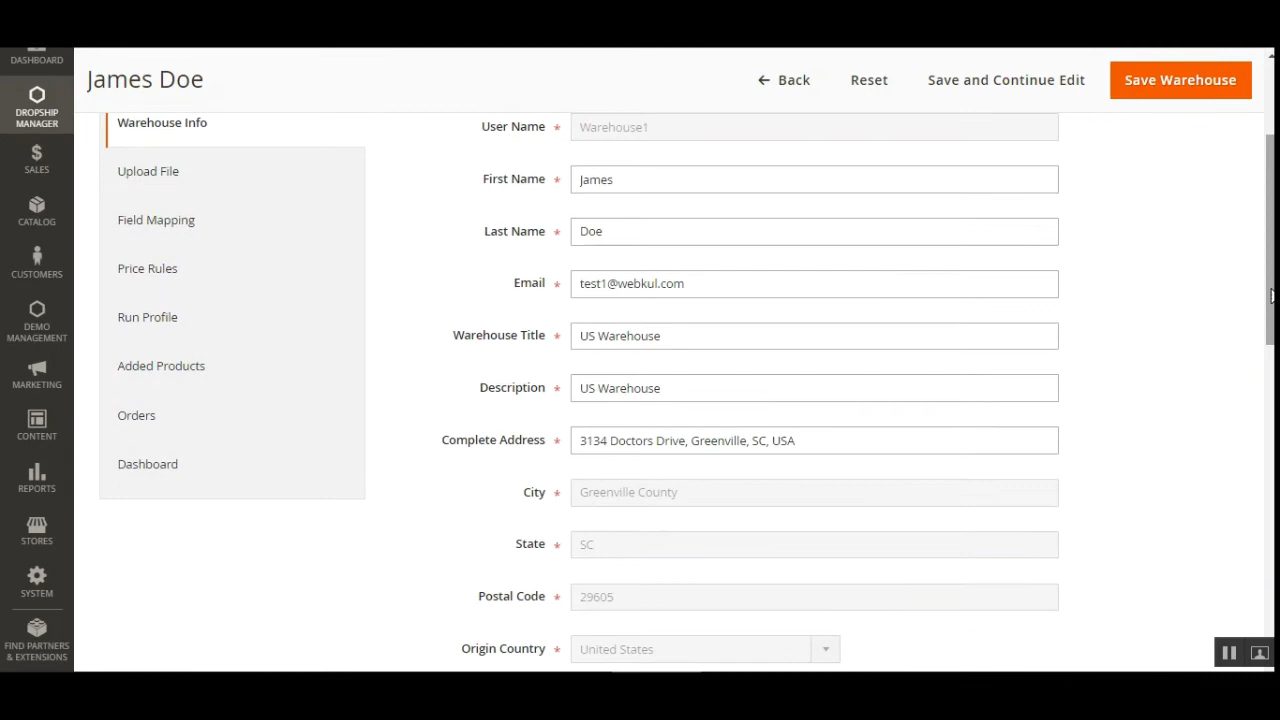 DASHBOARD
DROPSHIP
MANAGER
SALES
CATALOG
CUSTOMERS
DEMO
MANAGEMENT
MARKETING
CONTENT
REPORTS
STORES
SYSTEM
FIND PARTNERS
& EXTENSIONS
James Doe
Back
Reset
Save and Continue Edit
Save Warehouse
Warehouse Info
Upload File
Field Mapping
Price Rules
Run Profile
Added Products
Orders
Dashboard
User Name * Warehouse1
First Name * James
Last Name * Doe
Email * test1@webkul.com
Warehouse Title * US Warehouse
Description * US Warehouse
Complete Address * 3134 Doctors Drive, Greenville, SC, USA
City * Greenville County
State * SC
Postal Code * 29605
Origin Country * United States